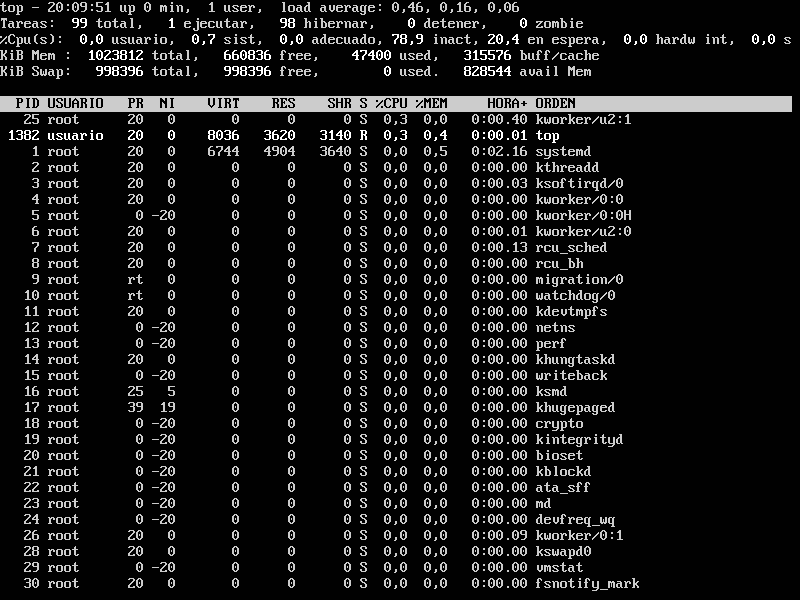 top - 20:09:51 up 0 min,  1 user,  load average: 0,46, 0,16, 0,06
Tareas:  99 total,   1 ejecutar,  98 hibernar,   0 detener,   0 zombie
%Cpu(s):  0,0 usuario,  0,7 sist,  0,0 adecuado, 78,9 inact, 20,4 en espera,  0,0 hardw int,  0,0 s
KiB Mem :  1023812 total,   660836 free,    47400 used,   315576 buff/cache
KiB Swap:   998396 total,   998396 free,        0 used.   828544 avail Mem
PID USUARIO   PR  NI    VIRT    RES    SHR S %CPU %MEM     HORA+ ORDEN
25 root      20   0       0      0      0 S  0,3  0,0   0:00.40 kworker/u2:1
1382 usuario   20   0    8036   3620   3140 R  0,3  0,4   0:00.01 top
1 root      20   0    6744   4904   3640 S  0,0  0,5   0:02.16 systemd
2 root      20   0       0      0      0 S  0,0  0,0   0:00.00 kthreadd
3 root      20   0       0      0      0 S  0,0  0,0   0:00.03 ksoftirqd/0
4 root      20   0       0      0      0 S  0,0  0,0   0:00.00 kworker/0:0
5 root       0 -20       0      0      0 S  0,0  0,0   0:00.00 kworker/0:0H
6 root      20   0       0      0      0 S  0,0  0,0   0:00.01 kworker/u2:0
7 root      20   0       0      0      0 S  0,0  0,0   0:00.13 rcu_sched
8 root      20   0       0      0      0 S  0,0  0,0   0:00.00 rcu_bh
9 root      rt   0       0      0      0 S  0,0  0,0   0:00.00 migration/0
10 root      rt   0       0      0      0 S  0,0  0,0   0:00.00 watchdog/0
11 root      20   0       0      0      0 S  0,0  0,0   0:00.00 kdevtmpfs
12 root       0 -20       0      0      0 S  0,0  0,0   0:00.00 netns
13 root       0 -20       0      0      0 S  0,0  0,0   0:00.00 perf
14 root      20   0       0      0      0 S  0,0  0,0   0:00.00 khungtaskd
15 root       0 -20       0      0      0 S  0,0  0,0   0:00.00 writeback
16 root      25   5       0      0      0 S  0,0  0,0   0:00.00 ksmd
17 root      39  19       0      0      0 S  0,0  0,0   0:00.00 khugepaged
18 root       0 -20       0      0      0 S  0,0  0,0   0:00.00 crypto
19 root       0 -20       0      0      0 S  0,0  0,0   0:00.00 kintegrityd
20 root       0 -20       0      0      0 S  0,0  0,0   0:00.00 bioset
21 root       0 -20       0      0      0 S  0,0  0,0   0:00.00 kblockd
22 root       0 -20       0      0      0 S  0,0  0,0   0:00.00 ata_sff
23 root       0 -20       0      0      0 S  0,0  0,0   0:00.00 md
24 root       0 -20       0      0      0 S  0,0  0,0   0:00.00 devfreq_wq
26 root      20   0       0      0      0 S  0,0  0,0   0:00.09 kworker/0:1
28 root      20   0       0      0      0 S  0,0  0,0   0:00.00 kswapd0
29 root       0 -20       0      0      0 S  0,0  0,0   0:00.00 vmstat
30 root      20   0       0      0      0 S  0,0  0,0   0:00.00 fsnotify_mark